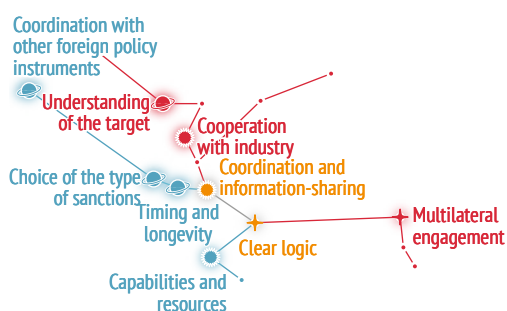 Coordination with
other foreign policy
instruments
Understanding
of the target
Cooperation
with industry
Coordination and
information-sharing
Choice of the type
of sanctions
Timing and
longevity
Clear logic
Multilateral
engagement
Capabilities and
resources